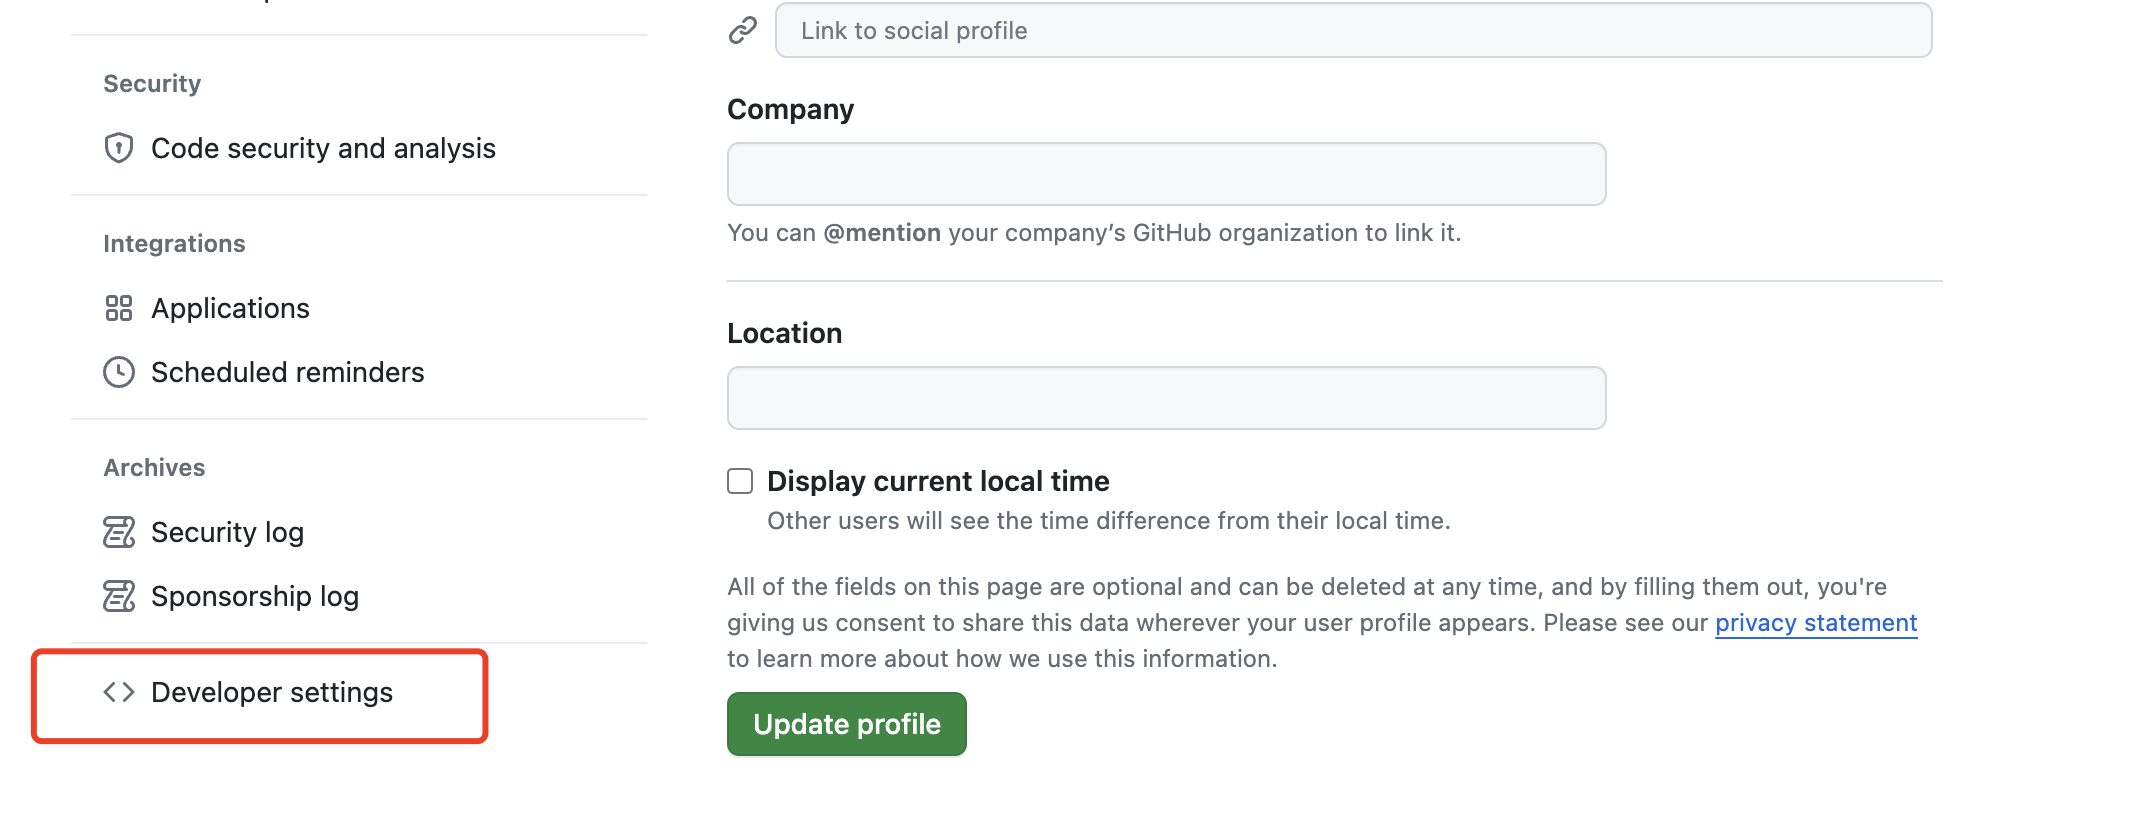 Security
Code security and analysis
Integrations
Applications
Scheduled reminders
Archives
Security log
Sponsorship log
Developer settings
Link to social profile
Company
You can @mention your company’s GitHub organization to link it.
Location
Display current local time
Other users will see the time difference from their local time.
All of the fields on this page are optional and can be deleted at any time, and by filling them out, you're
giving us consent to share this data wherever your user profile appears. Please see our privacy statement
to learn more about how we use this information.
Update profile